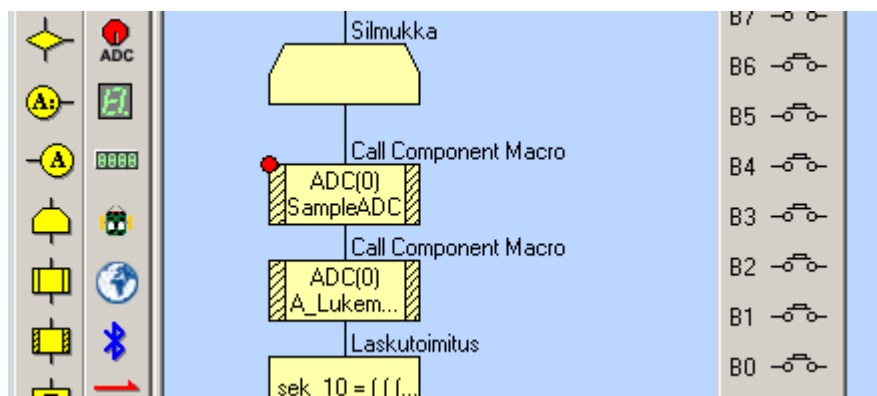 Silmukka
ADC
A:
A
8888
Call Component Macro
ADC(0)
SampleADC
Call Component Macro
ADC(0)
A_Lukem...
Laskutoimitus
sek_10 = ( ( (...
B7
B6
B5
B4
B3
B2
B1
B0